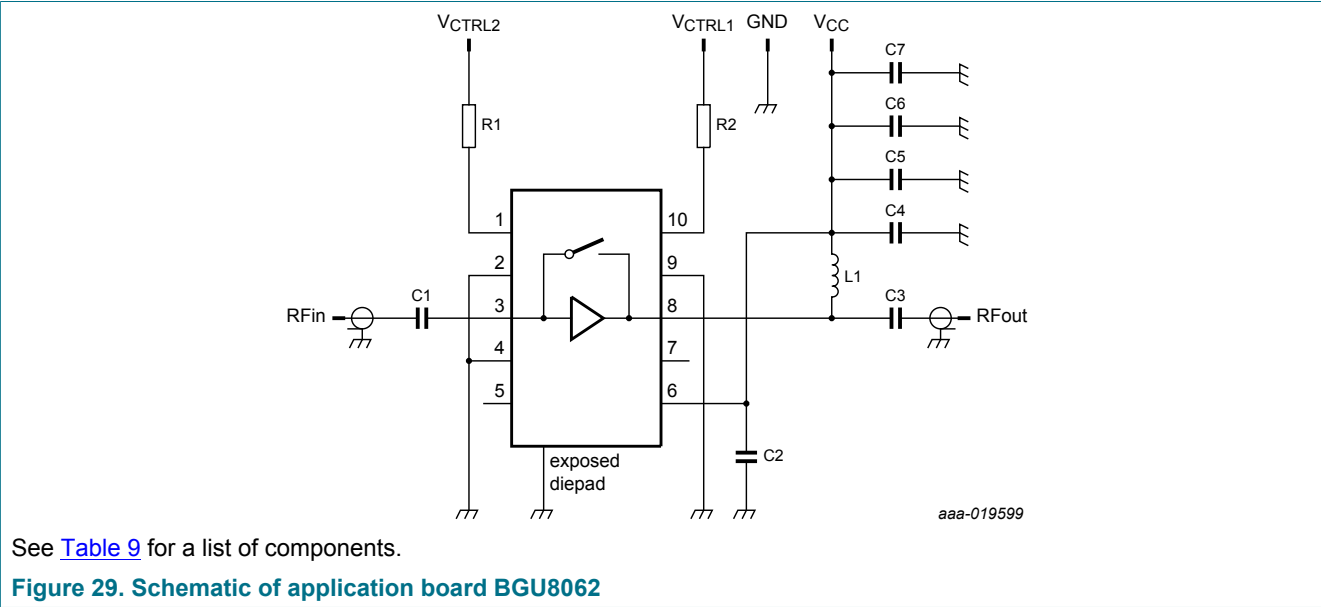 VCTRL2
VCTRL1 GND VCC
C7
C6
R1
R2
C5
C4
1
10
2
9
L1
RFin
C1
3
8
C3
RFout
4
7
5
6
exposed
diepad
C2
aaa-019599
See Table 9 for a list of components.
Figure 29. Schematic of application board BGU8062